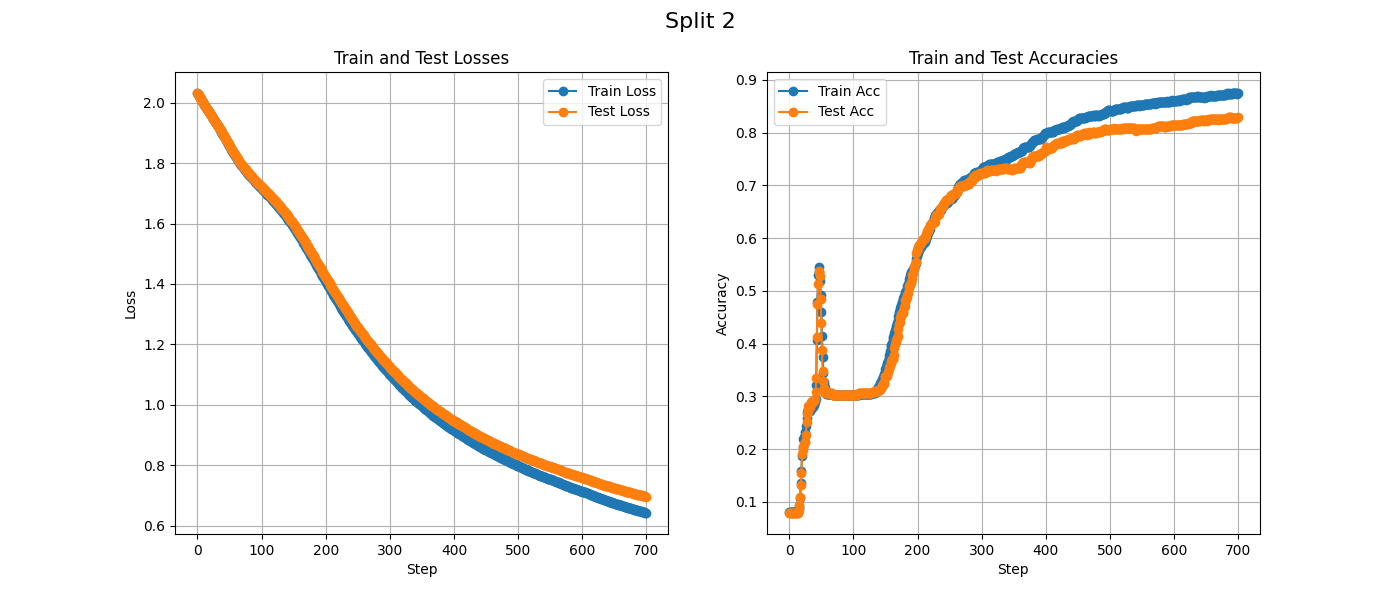 Split 2
Train and Test Losses
Train Loss
Test Loss
2.0
1.8
1.6
1.4
1.2
1.0
0.8
0.6
Loss
0 100 200 300 400 500 600 700
Step
Train and Test Accuracies
Train Acc
Test Acc
0.9
0.8
0.7
0.6
0.5
0.4
0.3
0.2
0.1
Accuracy
0 100 200 300 400 500 600 700
Step